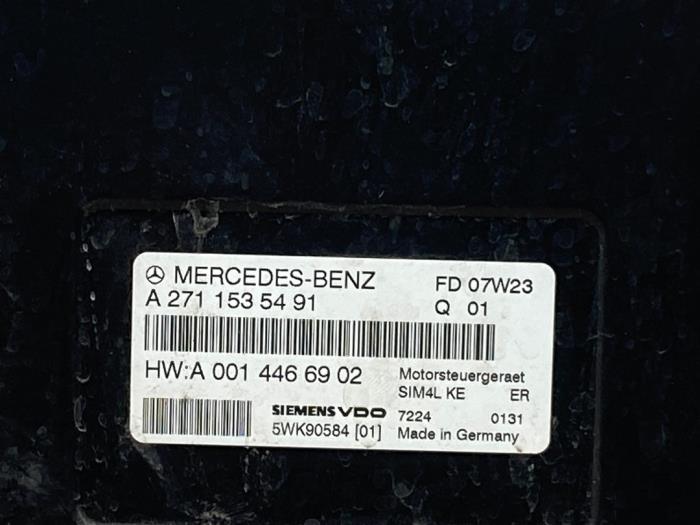 MERCEDES-BENZ FD 07W23
A 271 153 54 91 Q 01
HW:A 001 446 69 02 Motorsteuergeraet
SIM4L KE ER
SIEMENS VDO 7224 0131
5WK90584 [01] Made in Germany